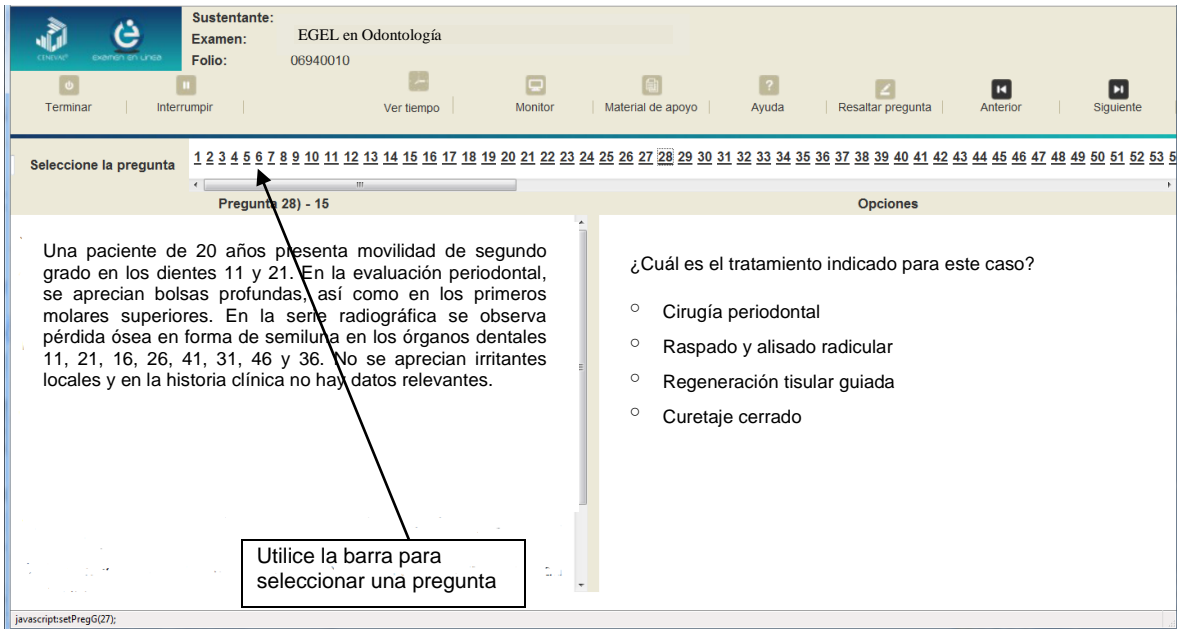 Sustentante:
Examen: EGEL en Odontología
Folio: 06940010
CENEVAL®
examen en línea
Terminar Interrumpir Ver tiempo Monitor Material de apoyo Ayuda Resaltar pregunta Anterior Siguiente
Seleccione la pregunta 1 2 3 4 5 6 7 8 9 10 11 12 13 14 15 16 17 18 19 20 21 22 23 24 25 26 27 28 29 30 31 32 33 34 35 36 37 38 39 40 41 42 43 44 45 46 47 48 49 50 51 52 53 5
Pregunta 28) - 15
Una paciente de 20 años presenta movilidad de segundo
grado en los dientes 11 y 21. En la evaluación periodontal,
se aprecian bolsas profundas, así como en los primeros
molares superiores. En la serie radiográfica se observa
pérdida ósea en forma de semiluna en los órganos dentales
11, 21, 16, 26, 41, 31, 46 y 36. No se aprecian irritantes
locales y en la historia clínica no hay datos relevantes.
Opciones
¿Cuál es el tratamiento indicado para este caso?
Cirugía periodontal
Raspado y alisado radicular
Regeneración tisular guiada
Curetaje cerrado
Utilice la barra para
seleccionar una pregunta
javascript:setPregG(27);